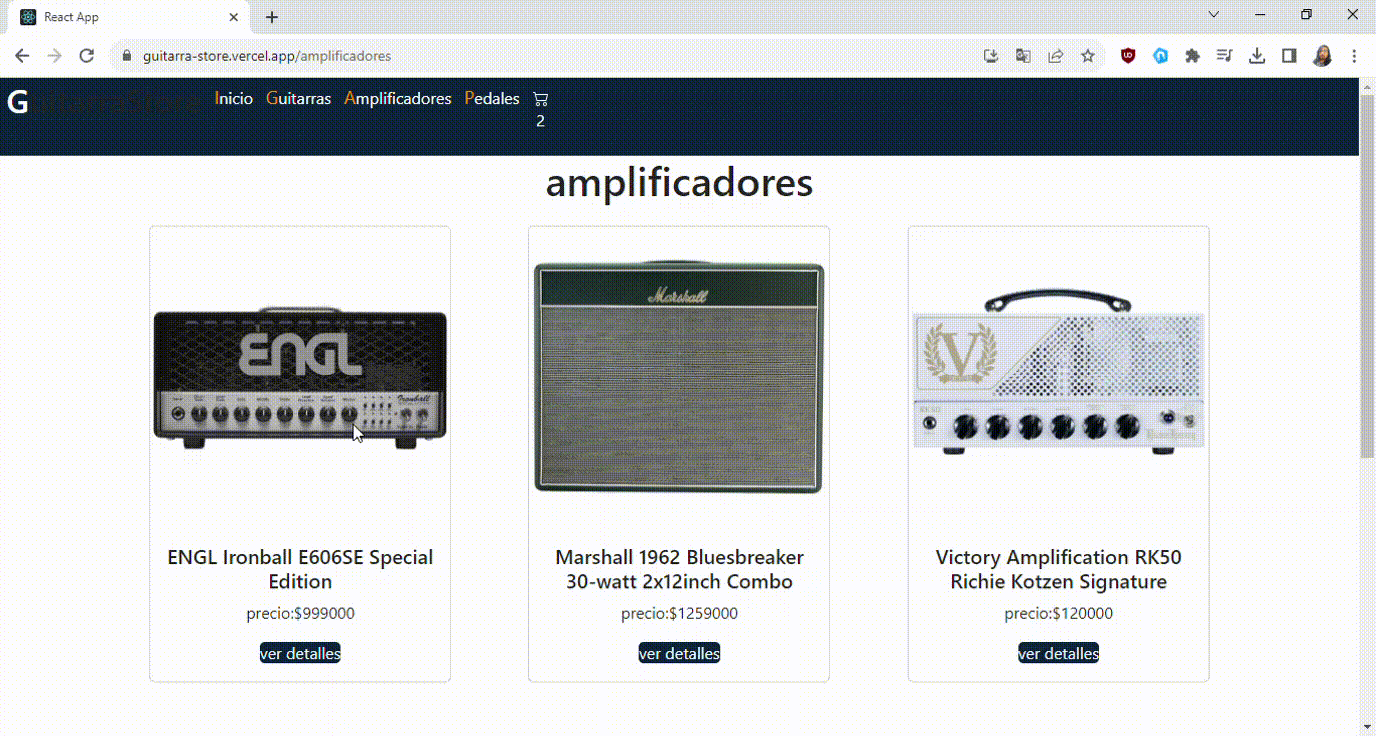 React App
guitarra-store.vercel.app/amplificadores
Inicio Guitarras Amplificadores Pedales
2
amplificadores
ENGL
Ironball
Marshall
V
RK50
ENGL Ironball E606SE Special
Edition
precio:$999000
ver detalles
Marshall 1962 Bluesbreaker
30-watt 2x12inch Combo
precio:$1259000
ver detalles
Victory Amplification RK50
Richie Kotzen Signature
precio:$120000
ver detalles